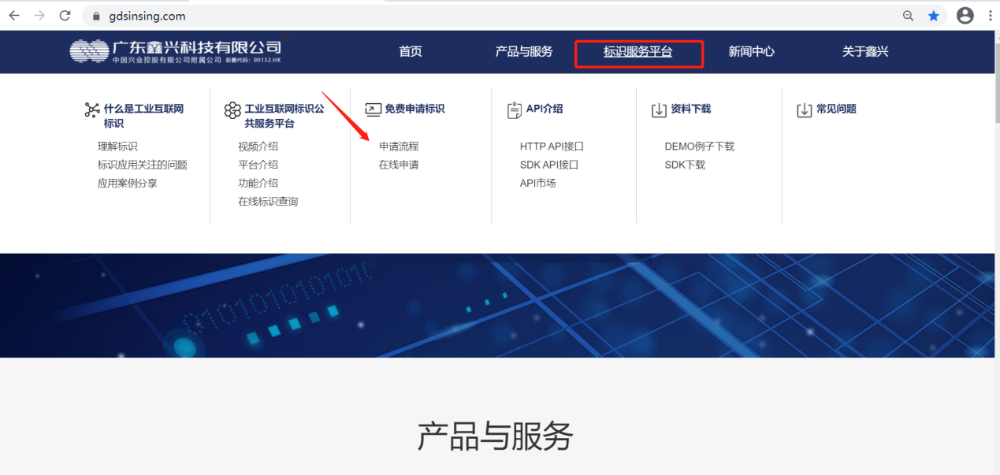 gdsinsing.com
广东鑫兴科技有限公司
中国兴业控股有限公司附属公司 股票代码：00132.HK
首页
产品与服务
标识服务平台
新闻中心
关于鑫兴
什么是工业互联网
标识
理解标识
标识应用关注的问题
应用案例分享
工业互联网标识公
共服务平台
视频介绍
平台介绍
功能介绍
在线标识查询
免费申请标识
申请流程
在线申请
API介绍
HTTP API接口
SDK API接口
API市场
资料下载
DEMO例子下载
SDK下载
常见问题
产品与服务